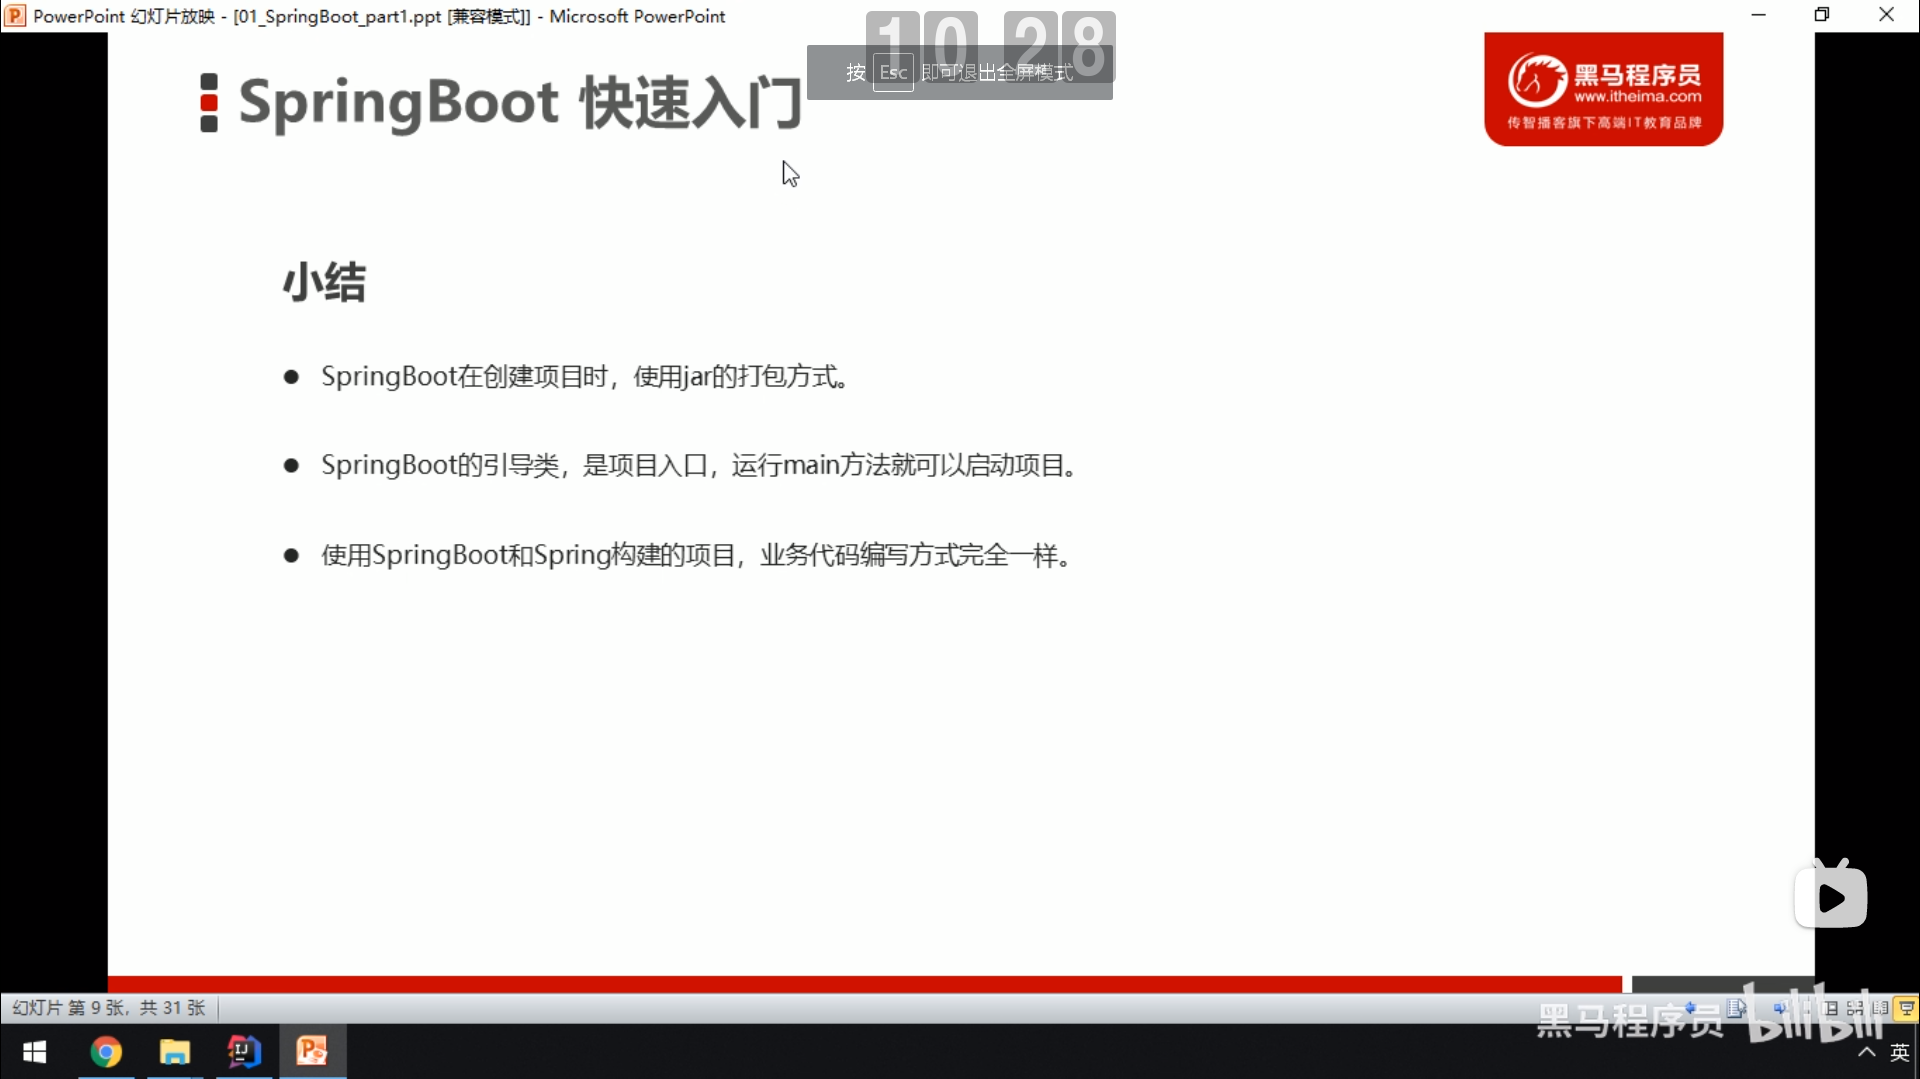 PowerPoint 幻灯片放映 - [01_SpringBoot_part1.ppt [兼容模式]] - Microsoft PowerPoint
10 28
按 Esc 即可退出全屏模式
SpringBoot 快速入门
黑马程序员
www.itheima.com
传智播客旗下高端IT教育品牌
小结
● SpringBoot在创建项目时，使用jar的打包方式。
● SpringBoot的引导类，是项目入口，运行main方法就可以启动项目。
● 使用SpringBoot和Spring构建的项目，业务代码编写方式完全一样。
幻灯片 第 9 张，共 31 张
黑马程序员 bilibili
英